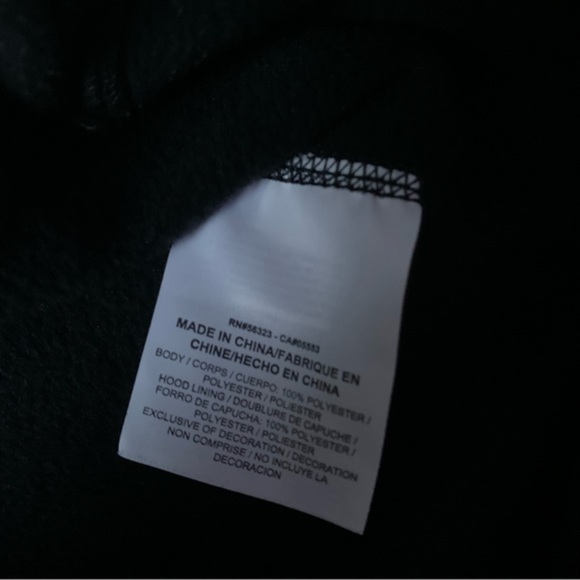 RN#56323 - CA#05553
MADE IN CHINA/FABRIQUE EN
CHINE/HECHO EN CHINA
BODY / CORPS / CUERPO: 100% POLYESTER /
POLYESTER / POLIESTER
HOOD LINING / DOUBLURE DE CAPUCHE /
FORRO DE CAPUCHA: 100% POLYESTER /
POLYESTER / POLIESTER
EXCLUSIVE OF DECORATION / DECORATION
NON COMPRISE / NO INCLUYE LA
DECORACION